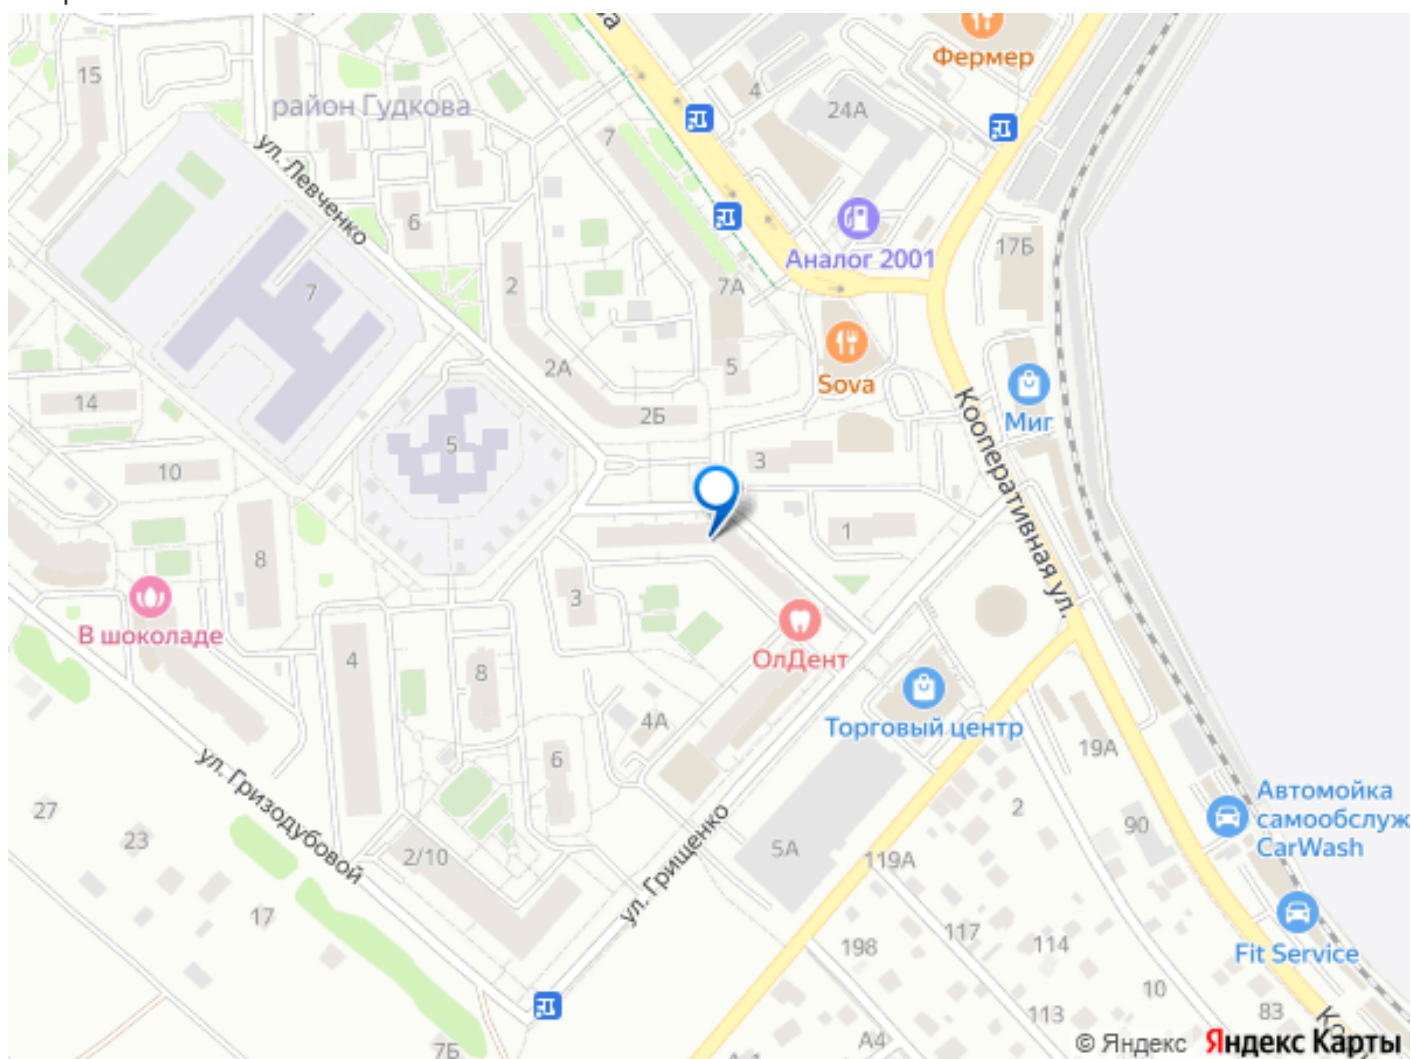 Фермер
15
район Гудкова
4
24А
7
ул. Левченко
6
17Б
Аналог 2001
7
2
7А
Sova
5
2А
Миг
14
2Б
Кооперативная ул.
5
3
10
1
8
3
В шоколаде
ОлДент
4
8
4А
Торговый центр
19А
6
ул. Гризодубовой
2
Автомойка
самообслуж
CarWash
27
90
23
2/10
5А
119А
ул. Грищенко
17
117
198
114
Fit Service
10
113
83
А4
7Б
© Яндекс Яндекс Карты